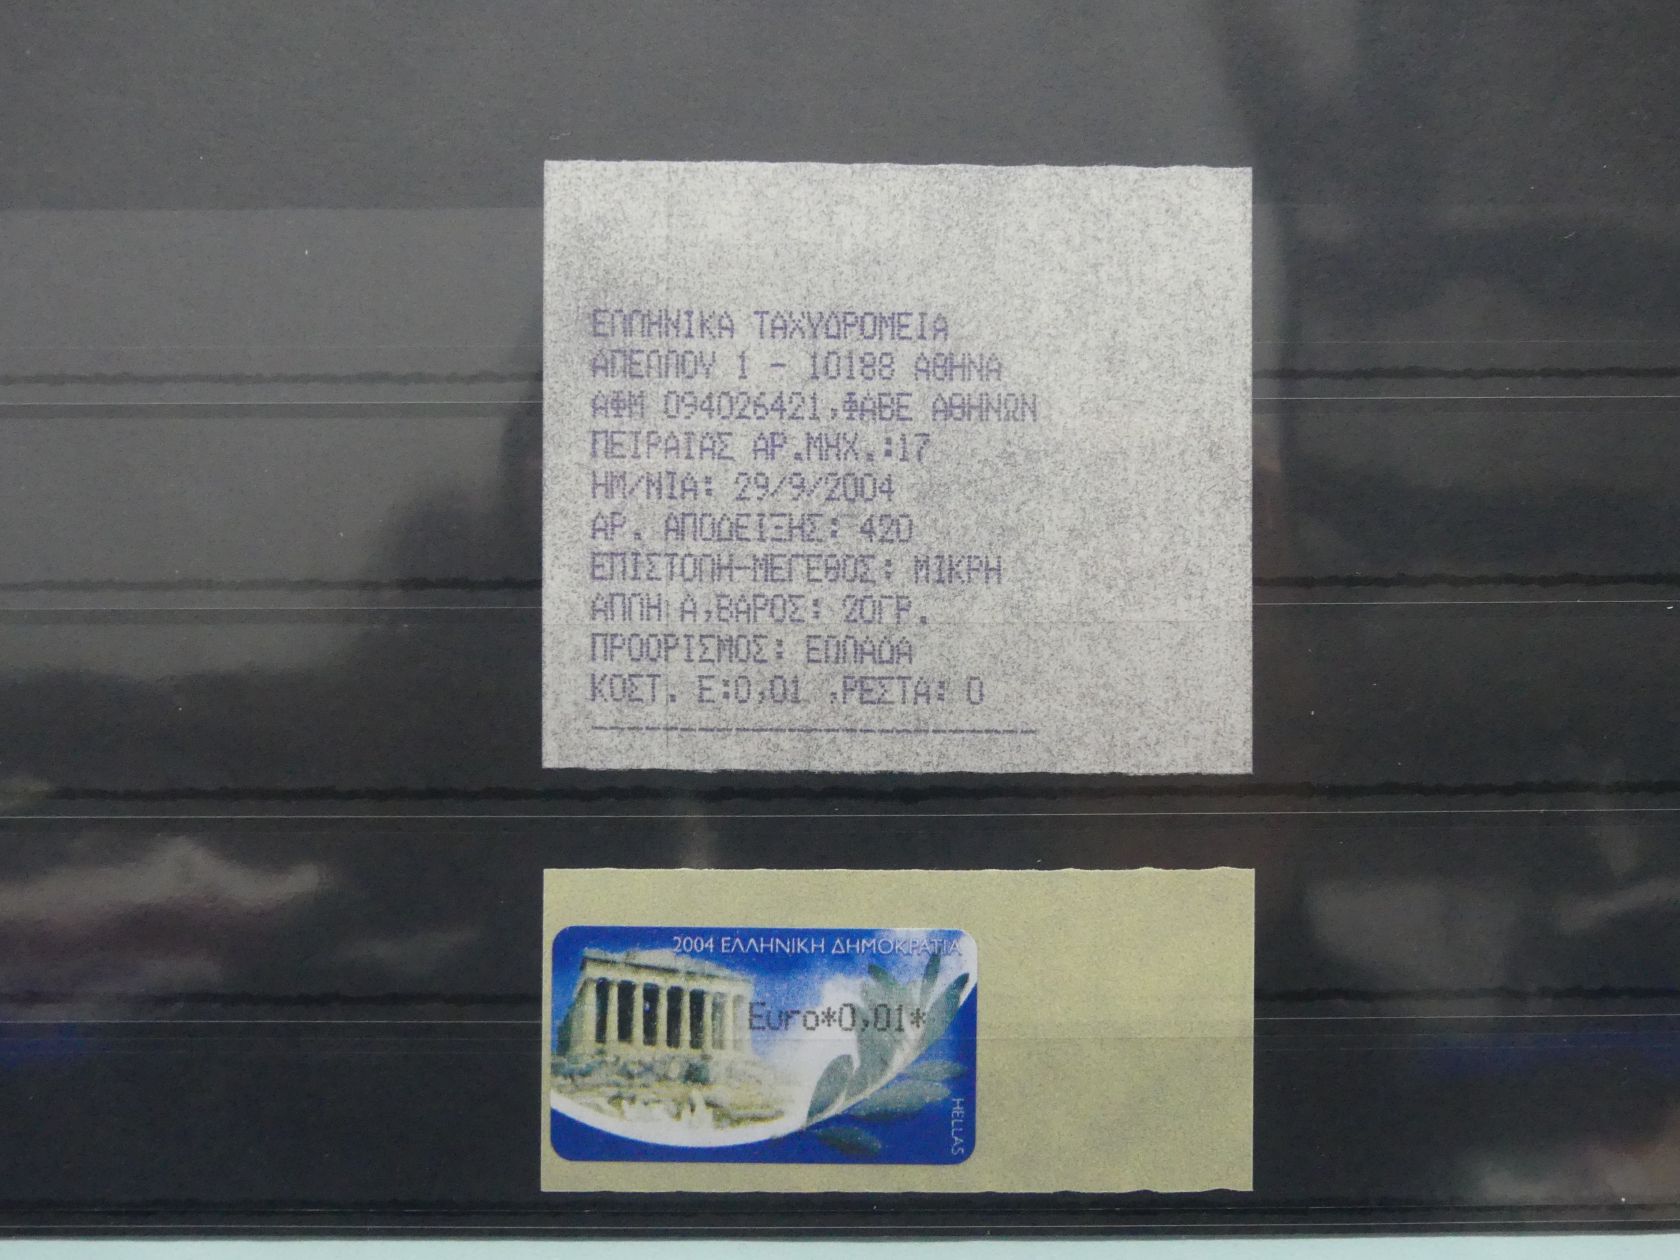 ΕΛΛΗΝΙΚΑ ΤΑΧΥΔΡΟΜΕΙΑ
ΑΠΕΛΛΟΥ 1 - 10188 ΑΘΗΝΑ
ΑΦΜ 094026421,ΦΑΒΕ ΑΘΗΝΩΝ
ΠΕΙΡΑΙΑΣ ΑΡ.ΜΗΧ.:17
ΗΜ/ΝΙΑ: 29/9/2004
ΑΡ. ΑΠΟΔΕΙΞΗΣ: 420
ΕΠΙΣΤΟΛΗ-ΜΕΓΕΘΟΣ: ΜΙΚΡΗ
ΑΠΛΗ Α,ΒΑΡΟΣ: 20ΓΡ.
ΠΡΟΟΡΙΣΜΟΣ: ΕΛΛΑΔΑ
ΚΟΣΤ. Ε:0,01 ,ΡΕΣΤΑ: 0
-------------------------
2004 ΕΛΛΗΝΙΚΗ ΔΗΜΟΚΡΑΤΙΑ
Euro*0,01*
HELLAS